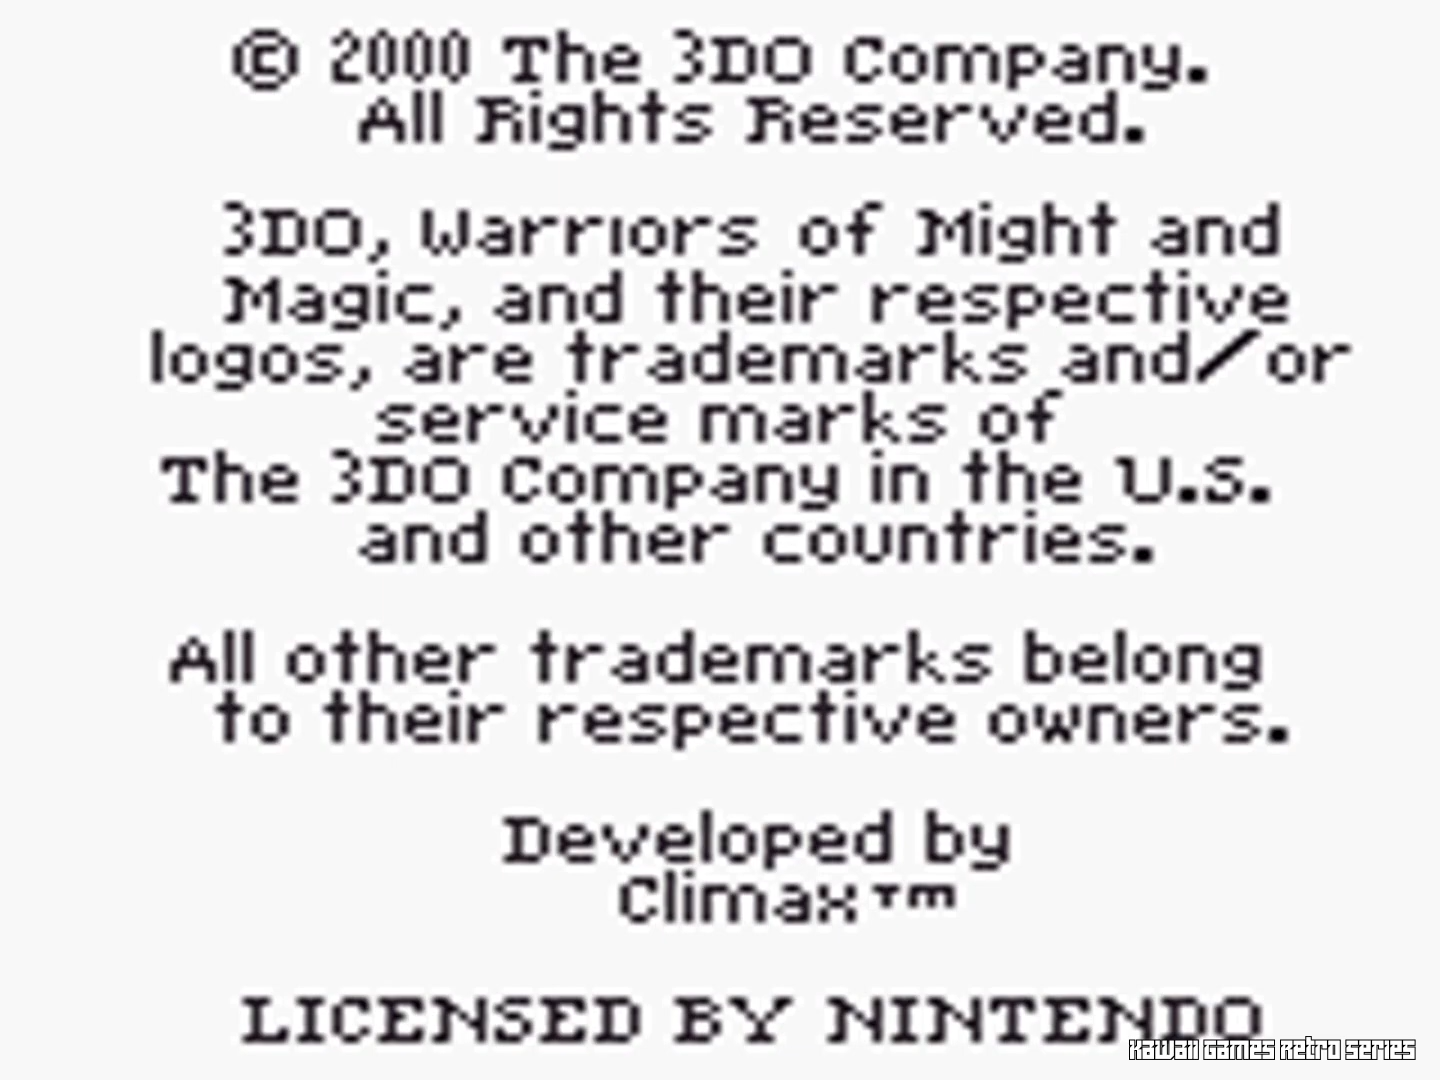 © 2000 The 3DO Company.
All Rights Reserved.
3DO, Warriors of Might and
Magic, and their respective
logos, are trademarks and/or
service marks of
The 3DO Company in the U.S.
and other countries.
All other trademarks belong
to their respective owners.
Developed by
Climax™
LICENSED BY NINTENDO
Kawaii Games Retro Series